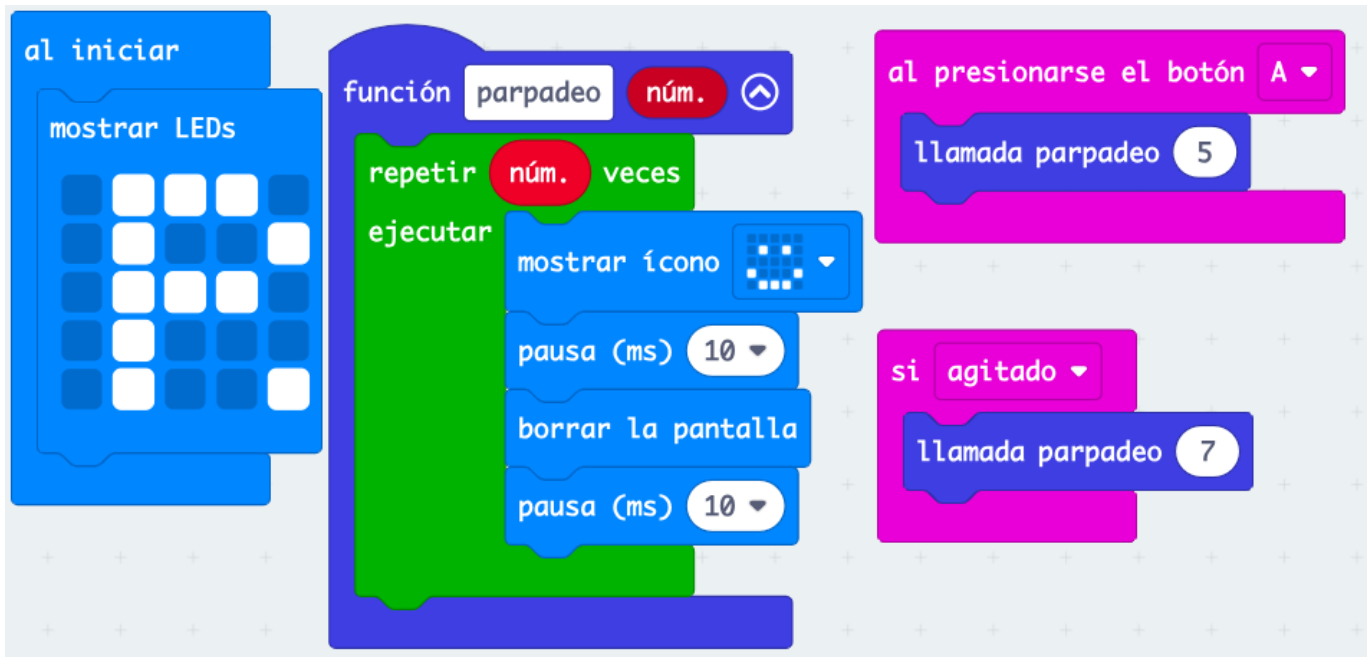 al iniciar
mostrar LEDs
función parpadeo núm.
repetir núm. veces
ejecutar
mostrar ícono
pausa (ms) 10
borrar la pantalla
pausa (ms) 10
al presionarse el botón A
llamada parpadeo 5
si agitado
llamada parpadeo 7